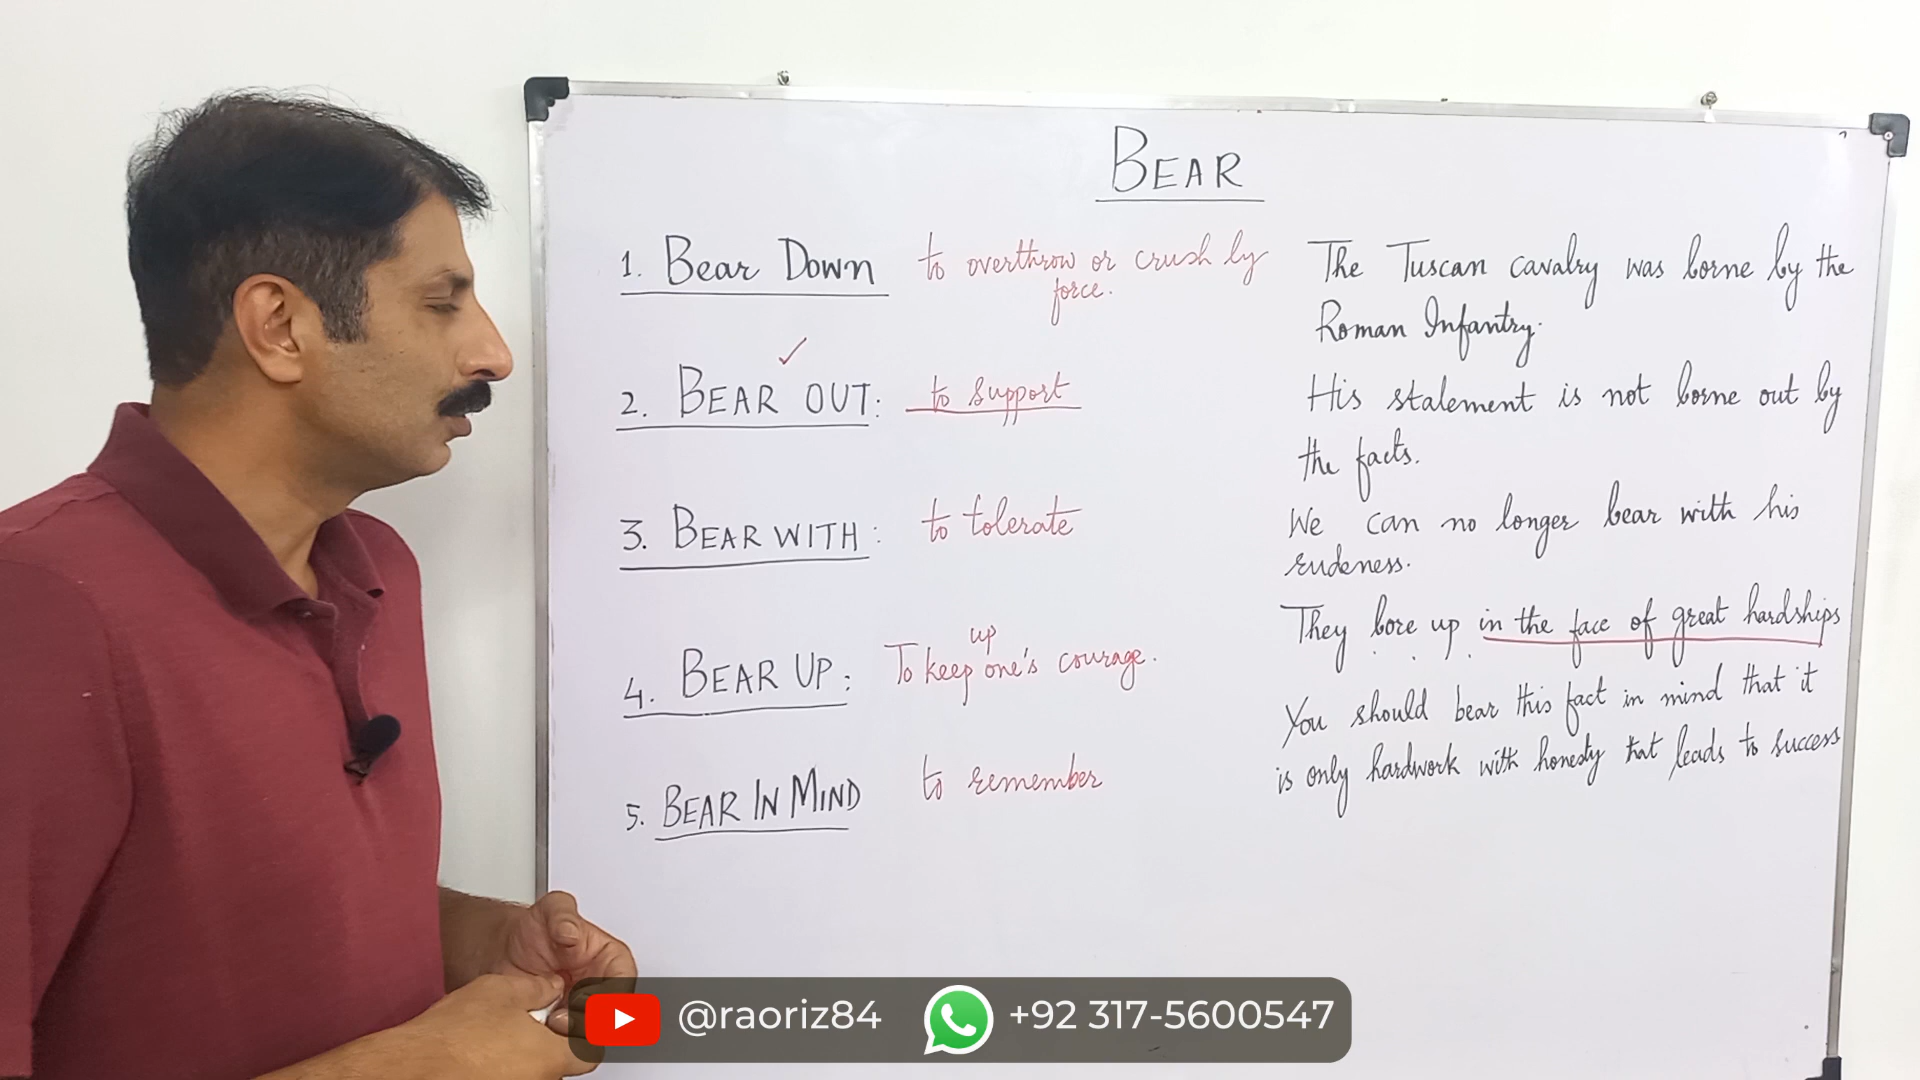 BEAR
1. Bear Down to overthrow or crush by force.
The Tuscan cavalry was borne by the
Roman Infantry.
2. BEAR OUT: to support
His stalement is not borne out by
the facts.
3. BEAR WITH: to tolerate
We can no longer bear with his
rudeness.
4. BEAR UP: To keep up one's courage.
They bore up in the face of great hardships
5. BEAR IN MIND to remember
You should bear this fact in mind that it
is only hardwork with honesty that leads to success
@raoriz84 +92 317-5600547